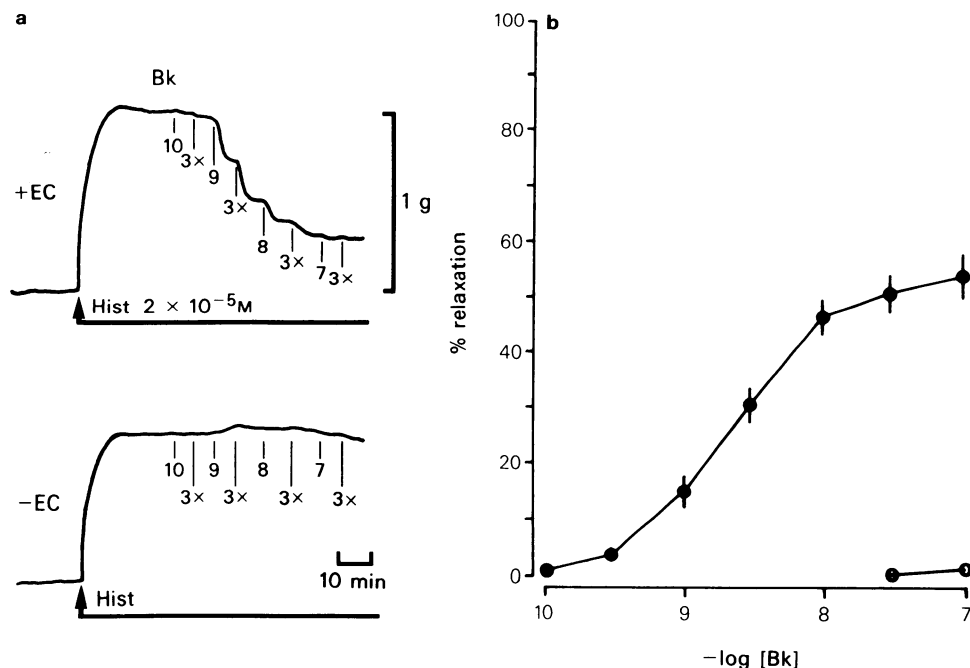 a
Bk
10
3×
9
3×
8
3×
7
3×
+EC
1 g
Hist 2 × 10⁻⁵M
−EC
10
3×
9
3×
8
3×
7
3×
10 min
Hist
b
100
80
60
40
20
0
% relaxation
10
9
8
7
−log [Bk]